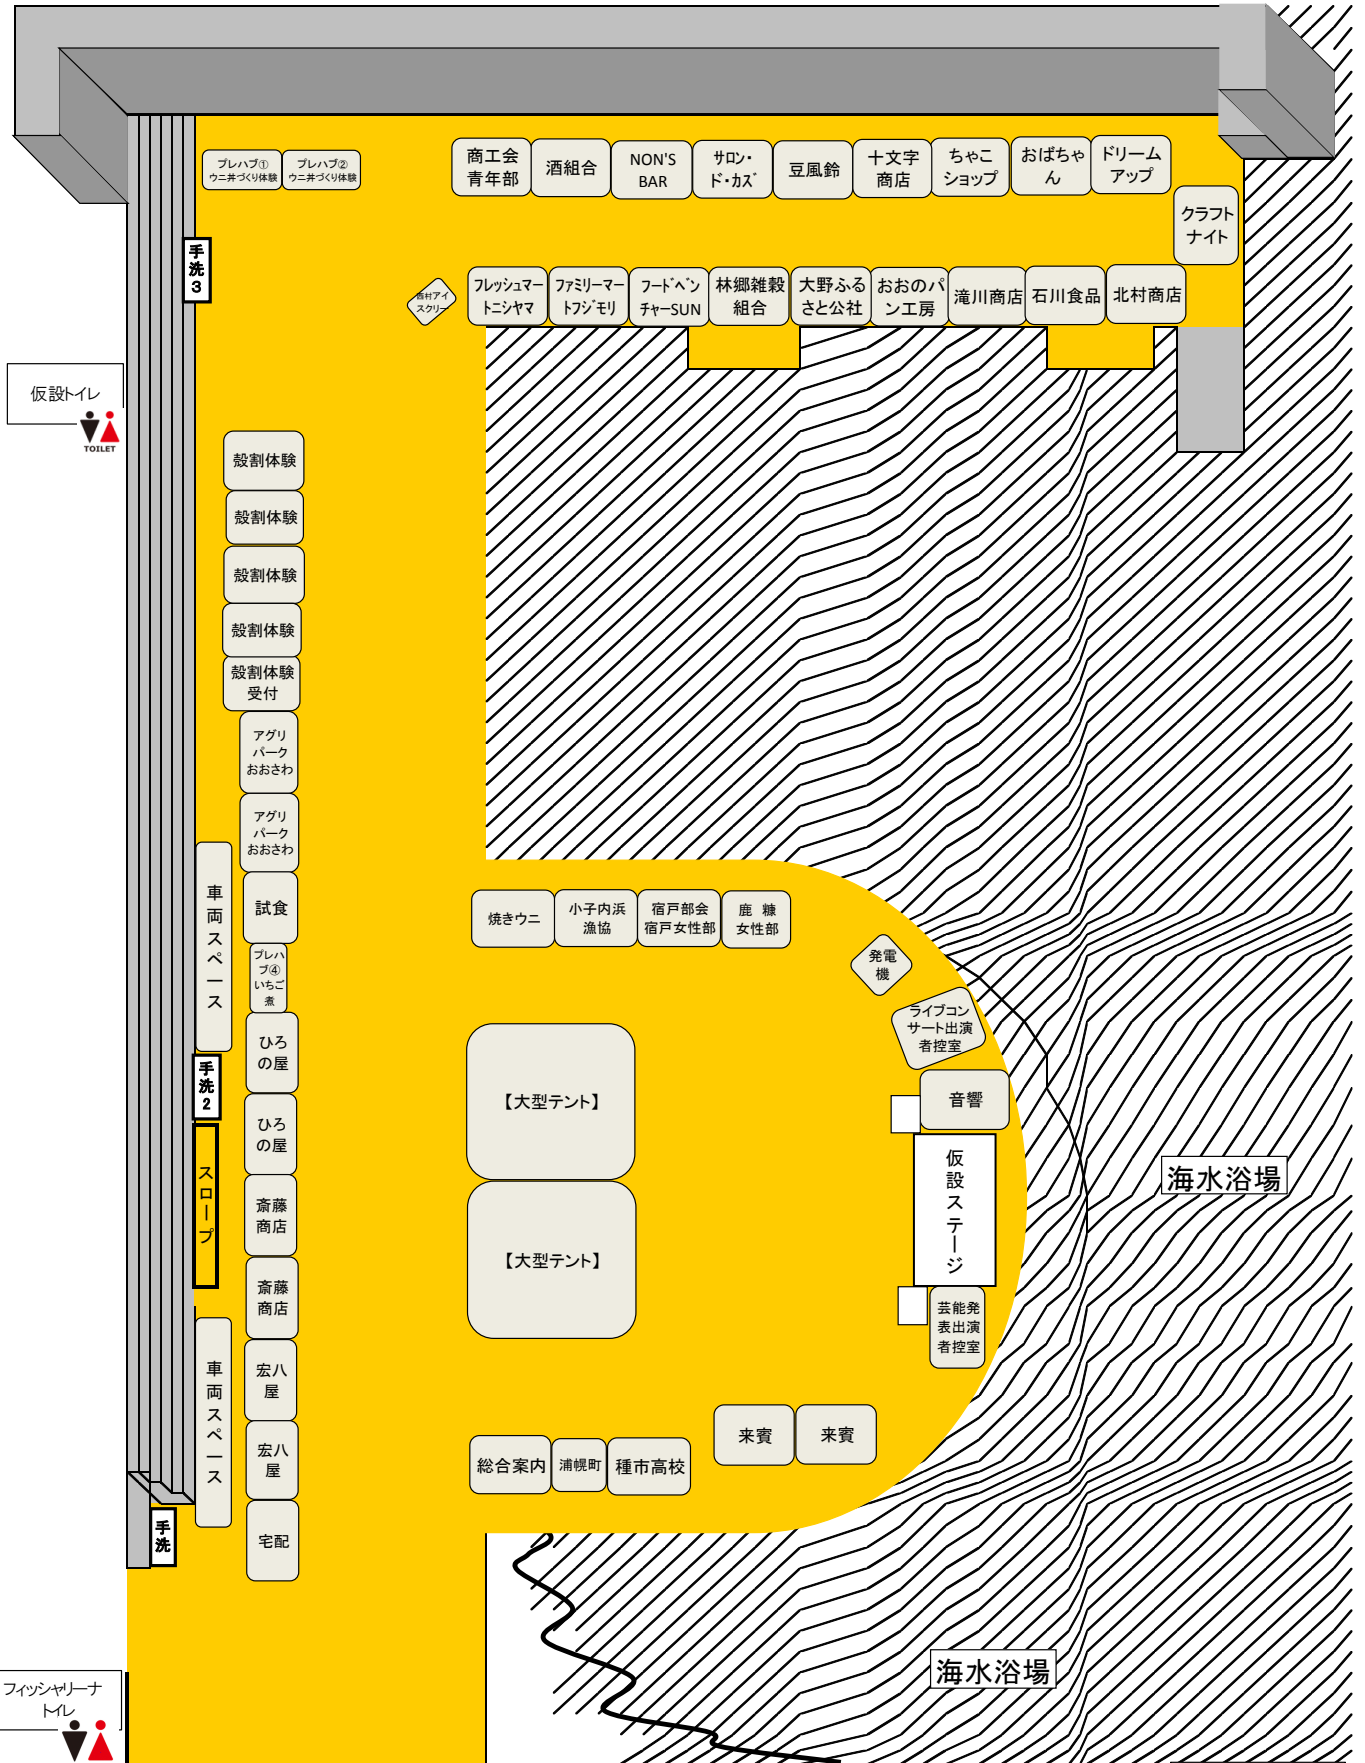 プレハブ①
ウニ丼づくり体験
プレハブ②
ウニ丼づくり体験
商工会
青年部
酒組合
NON'S
BAR
サロン・
ド・カズ
豆風鈴
十文字
商店
ちゃこ
ショップ
おばちゃ
ん
ドリーム
アップ
クラフト
ナイト
手洗3
西村アイ
スクリー
フレッシュマー
トニシヤマ
ファミリーマー
トフジモリ
フードベン
チャーSUN
林郷雑穀
組合
大野ふる
さと公社
おおのパ
ン工房
滝川商店
石川食品
北村商店
仮設トイレ
TOILET
殻割体験
殻割体験
殻割体験
殻割体験
殻割体験
受付
アグリ
パーク
おおさわ
アグリ
パーク
おおさわ
車両スペース
試食
プレハ
ブ④
いちご
煮
焼きウニ
小子内浜
漁協
宿戸部会
宿戸女性部
鹿 糠
女性部
発電
機
ライブコン
サート出演
者控室
音響
仮設ステージ
芸能発
表出演
者控室
ひろ
の屋
ひろ
の屋
手洗2
スロープ
【大型テント】
【大型テント】
海水浴場
斎藤
商店
斎藤
商店
車両スペース
宏八
屋
宏八
屋
宅配
手洗
総合案内
浦幌町
種市高校
来賓
来賓
海水浴場
フィッシャリーナ
トイレ